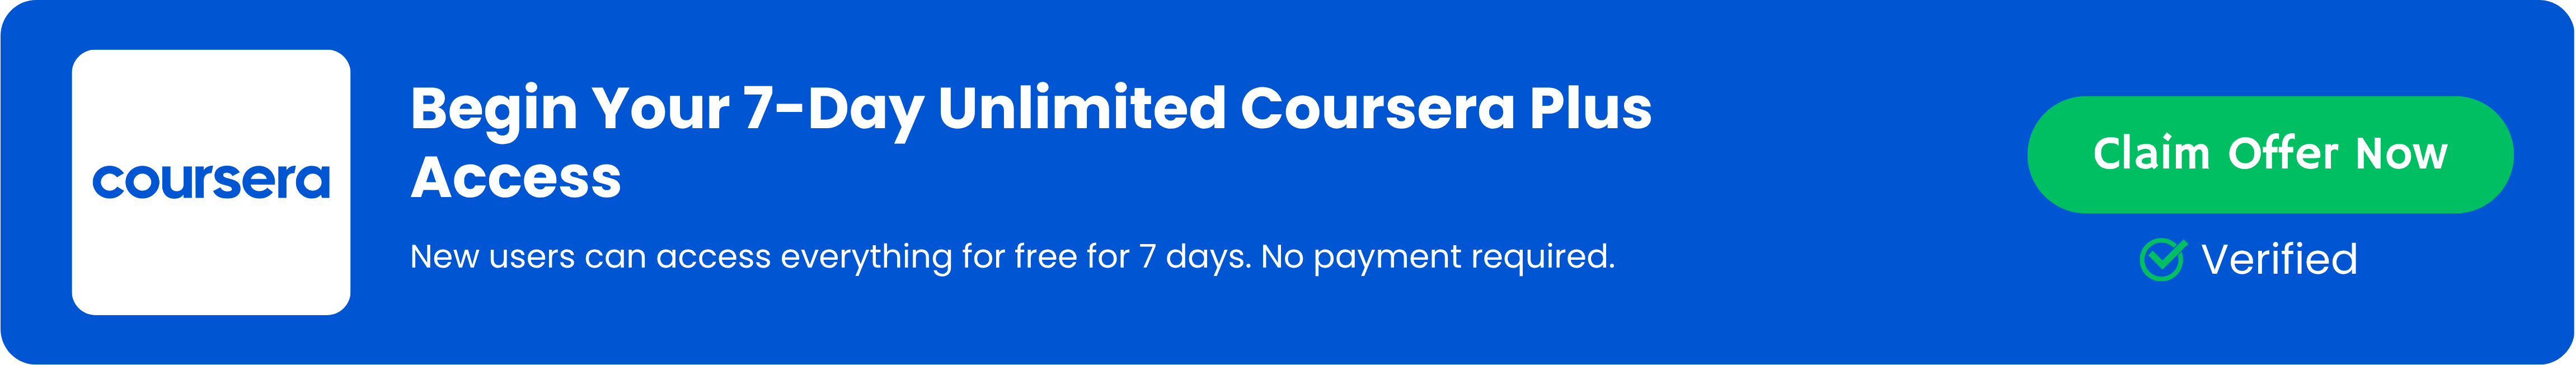 coursera
Begin Your 7-Day Unlimited Coursera Plus
Access
New users can access everything for free for 7 days. No payment required.
Claim Offer Now
Verified